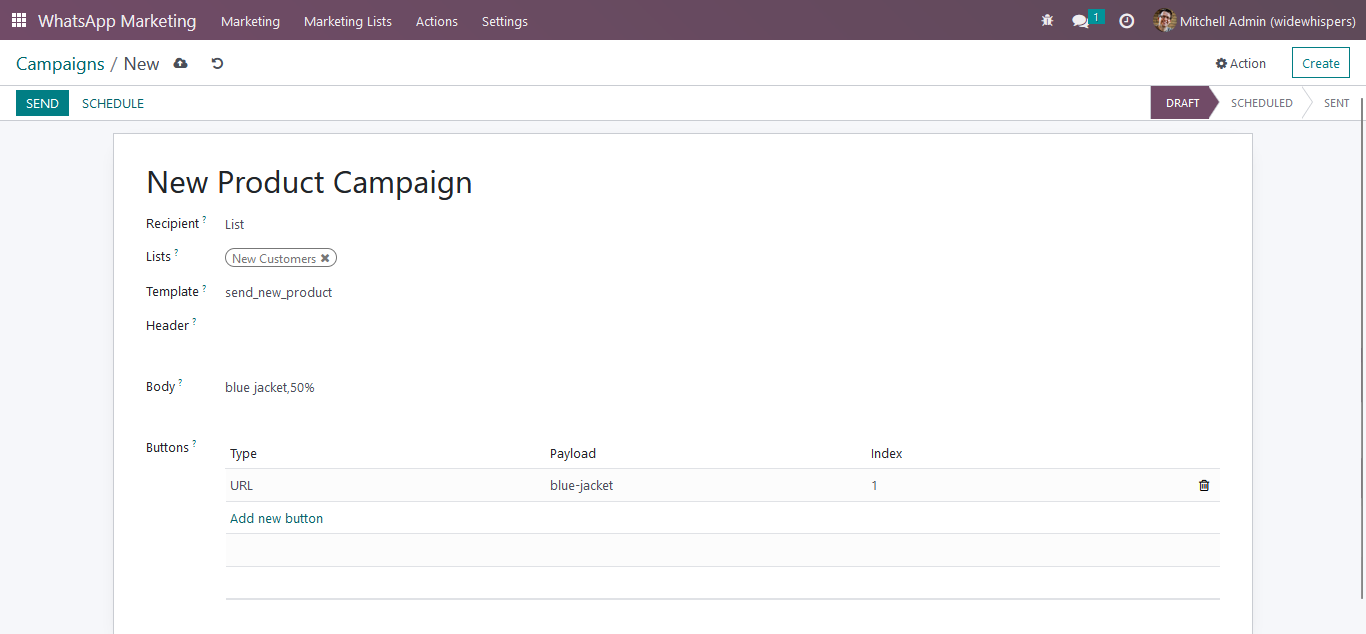 WhatsApp Marketing Marketing Marketing Lists Actions Settings 1 Mitchell Admin (widewhispers)
Campaigns / New Action Create
SEND SCHEDULE DRAFT SCHEDULED SENT
New Product Campaign
Recipient ? List
Lists ? New Customers ✖
Template ? send_new_product
Header ?
Body ? blue jacket,50%
Buttons ?
Type Payload Index
URL blue-jacket 1
Add new button